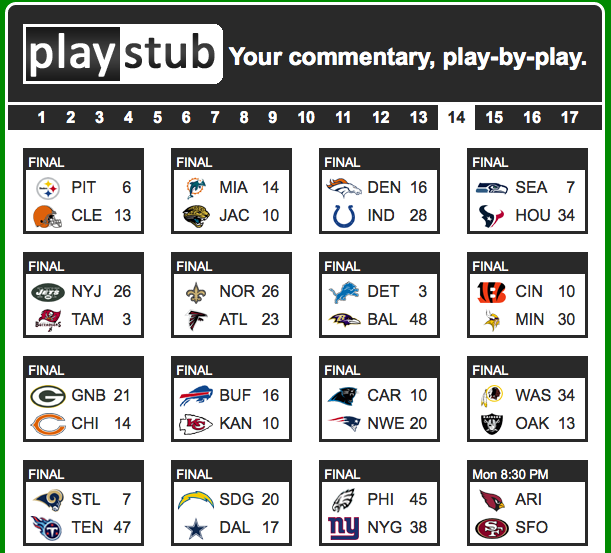 playstub Your commentary, play-by-play.
1 2 3 4 5 6 7 8 9 10 11 12 13 14 15 16 17
FINAL FINAL FINAL FINAL
PIT 6 MIA 14 DEN 16 SEA 7
CLE 13 JAC 10 IND 28 HOU 34
FINAL FINAL FINAL FINAL
NYJ 26 NOR 26 DET 3 CIN 10
TAM 3 ATL 23 BAL 48 MIN 30
FINAL FINAL FINAL FINAL
GNB 21 BUF 16 CAR 10 WAS 34
CHI 14 KAN 10 NWE 20 OAK 13
FINAL FINAL FINAL Mon 8:30 PM
STL 7 SDG 20 PHI 45 ARI
TEN 47 DAL 17 NYG 38 SFO